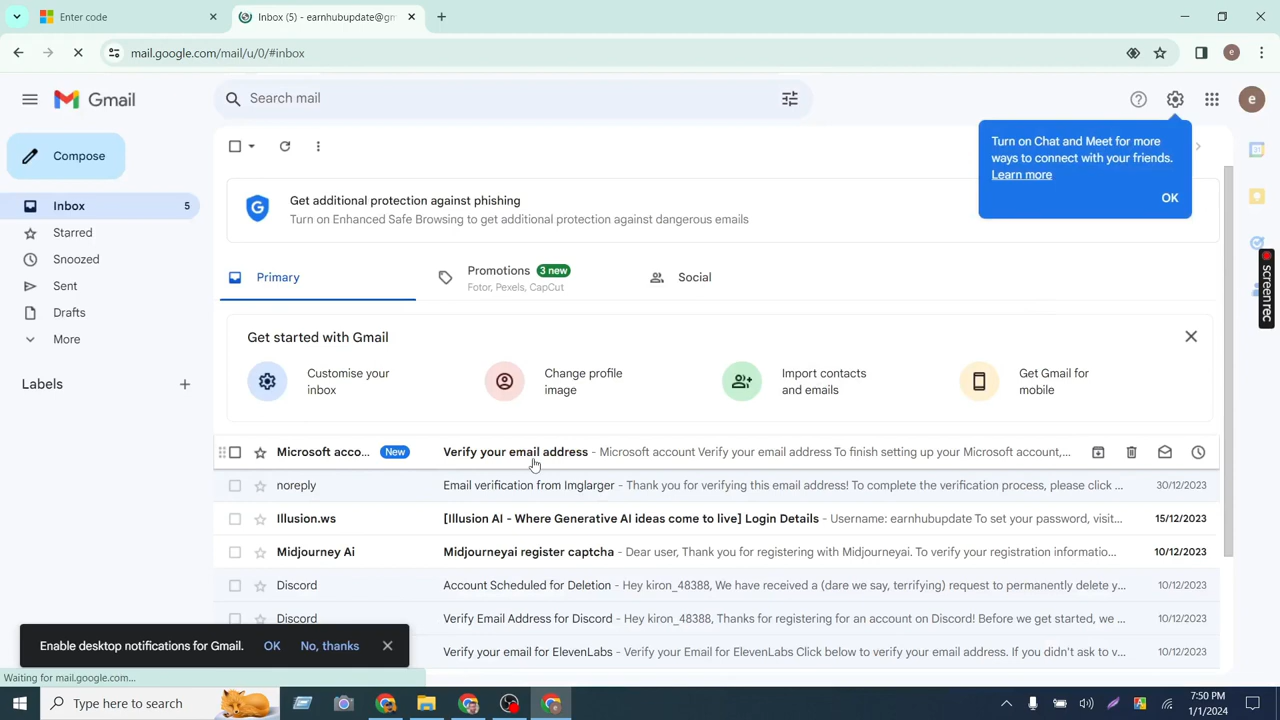 Enter code
Inbox (5) - earnhubupdate@gm
mail.google.com/mail/u/0/#inbox
e
Gmail
Search mail
e
Compose
Turn on Chat and Meet for more
ways to connect with your friends.
Learn more
OK
Inbox 5
Starred
Snoozed
Sent
Drafts
More
Labels
G
Get additional protection against phishing
Turn on Enhanced Safe Browsing to get additional protection against dangerous emails
Primary
Promotions 3 new
Fotor, Pexels, CapCut
Social
screenrec
Get started with Gmail
Customise your
inbox
Change profile
image
Import contacts
and emails
Get Gmail for
mobile
Microsoft acco... New Verify your email address - Microsoft account Verify your email address To finish setting up your Microsoft account,...
noreply Email verification from Imglarger - Thank you for verifying this email address! To complete the verification process, please click ... 30/12/2023
Illusion.ws [Illusion AI - Where Generative AI ideas come to live] Login Details - Username: earnhubupdate To set your password, visit... 15/12/2023
Midjourney Ai Midjourneyai register captcha - Dear user, Thank you for registering with Midjourneyai. To verify your registration informatio... 10/12/2023
Discord Account Scheduled for Deletion - Hey kiron_48388, We have received a (dare we say, terrifying) request to permanently delete y... 10/12/2023
Discord Verify Email Address for Discord - Hey kiron_48388, Thanks for registering for an account on Discord! Before we get started, we ... 10/12/2023
Verify your email for ElevenLabs - Verify your Email for ElevenLabs Click below to verify your email address. If you didn't ask to v... 10/12/2023
Enable desktop notifications for Gmail. OK No, thanks
Waiting for mail.google.com...
Type here to search
7:50 PM
1/1/2024